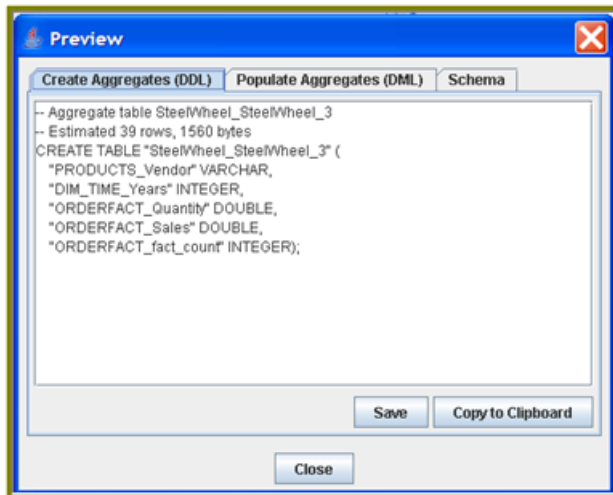 Preview
Create Aggregates (DDL) Populate Aggregates (DML) Schema
-- Aggregate table SteelWheel_SteelWheel_3
-- Estimated 39 rows, 1560 bytes
CREATE TABLE "SteelWheel_SteelWheel_3" (
"PRODUCTS_Vendor" VARCHAR,
"DIM_TIME_Years" INTEGER,
"ORDERFACT_Quantity" DOUBLE,
"ORDERFACT_Sales" DOUBLE,
"ORDERFACT_fact_count" INTEGER);
Save Copy to Clipboard
Close